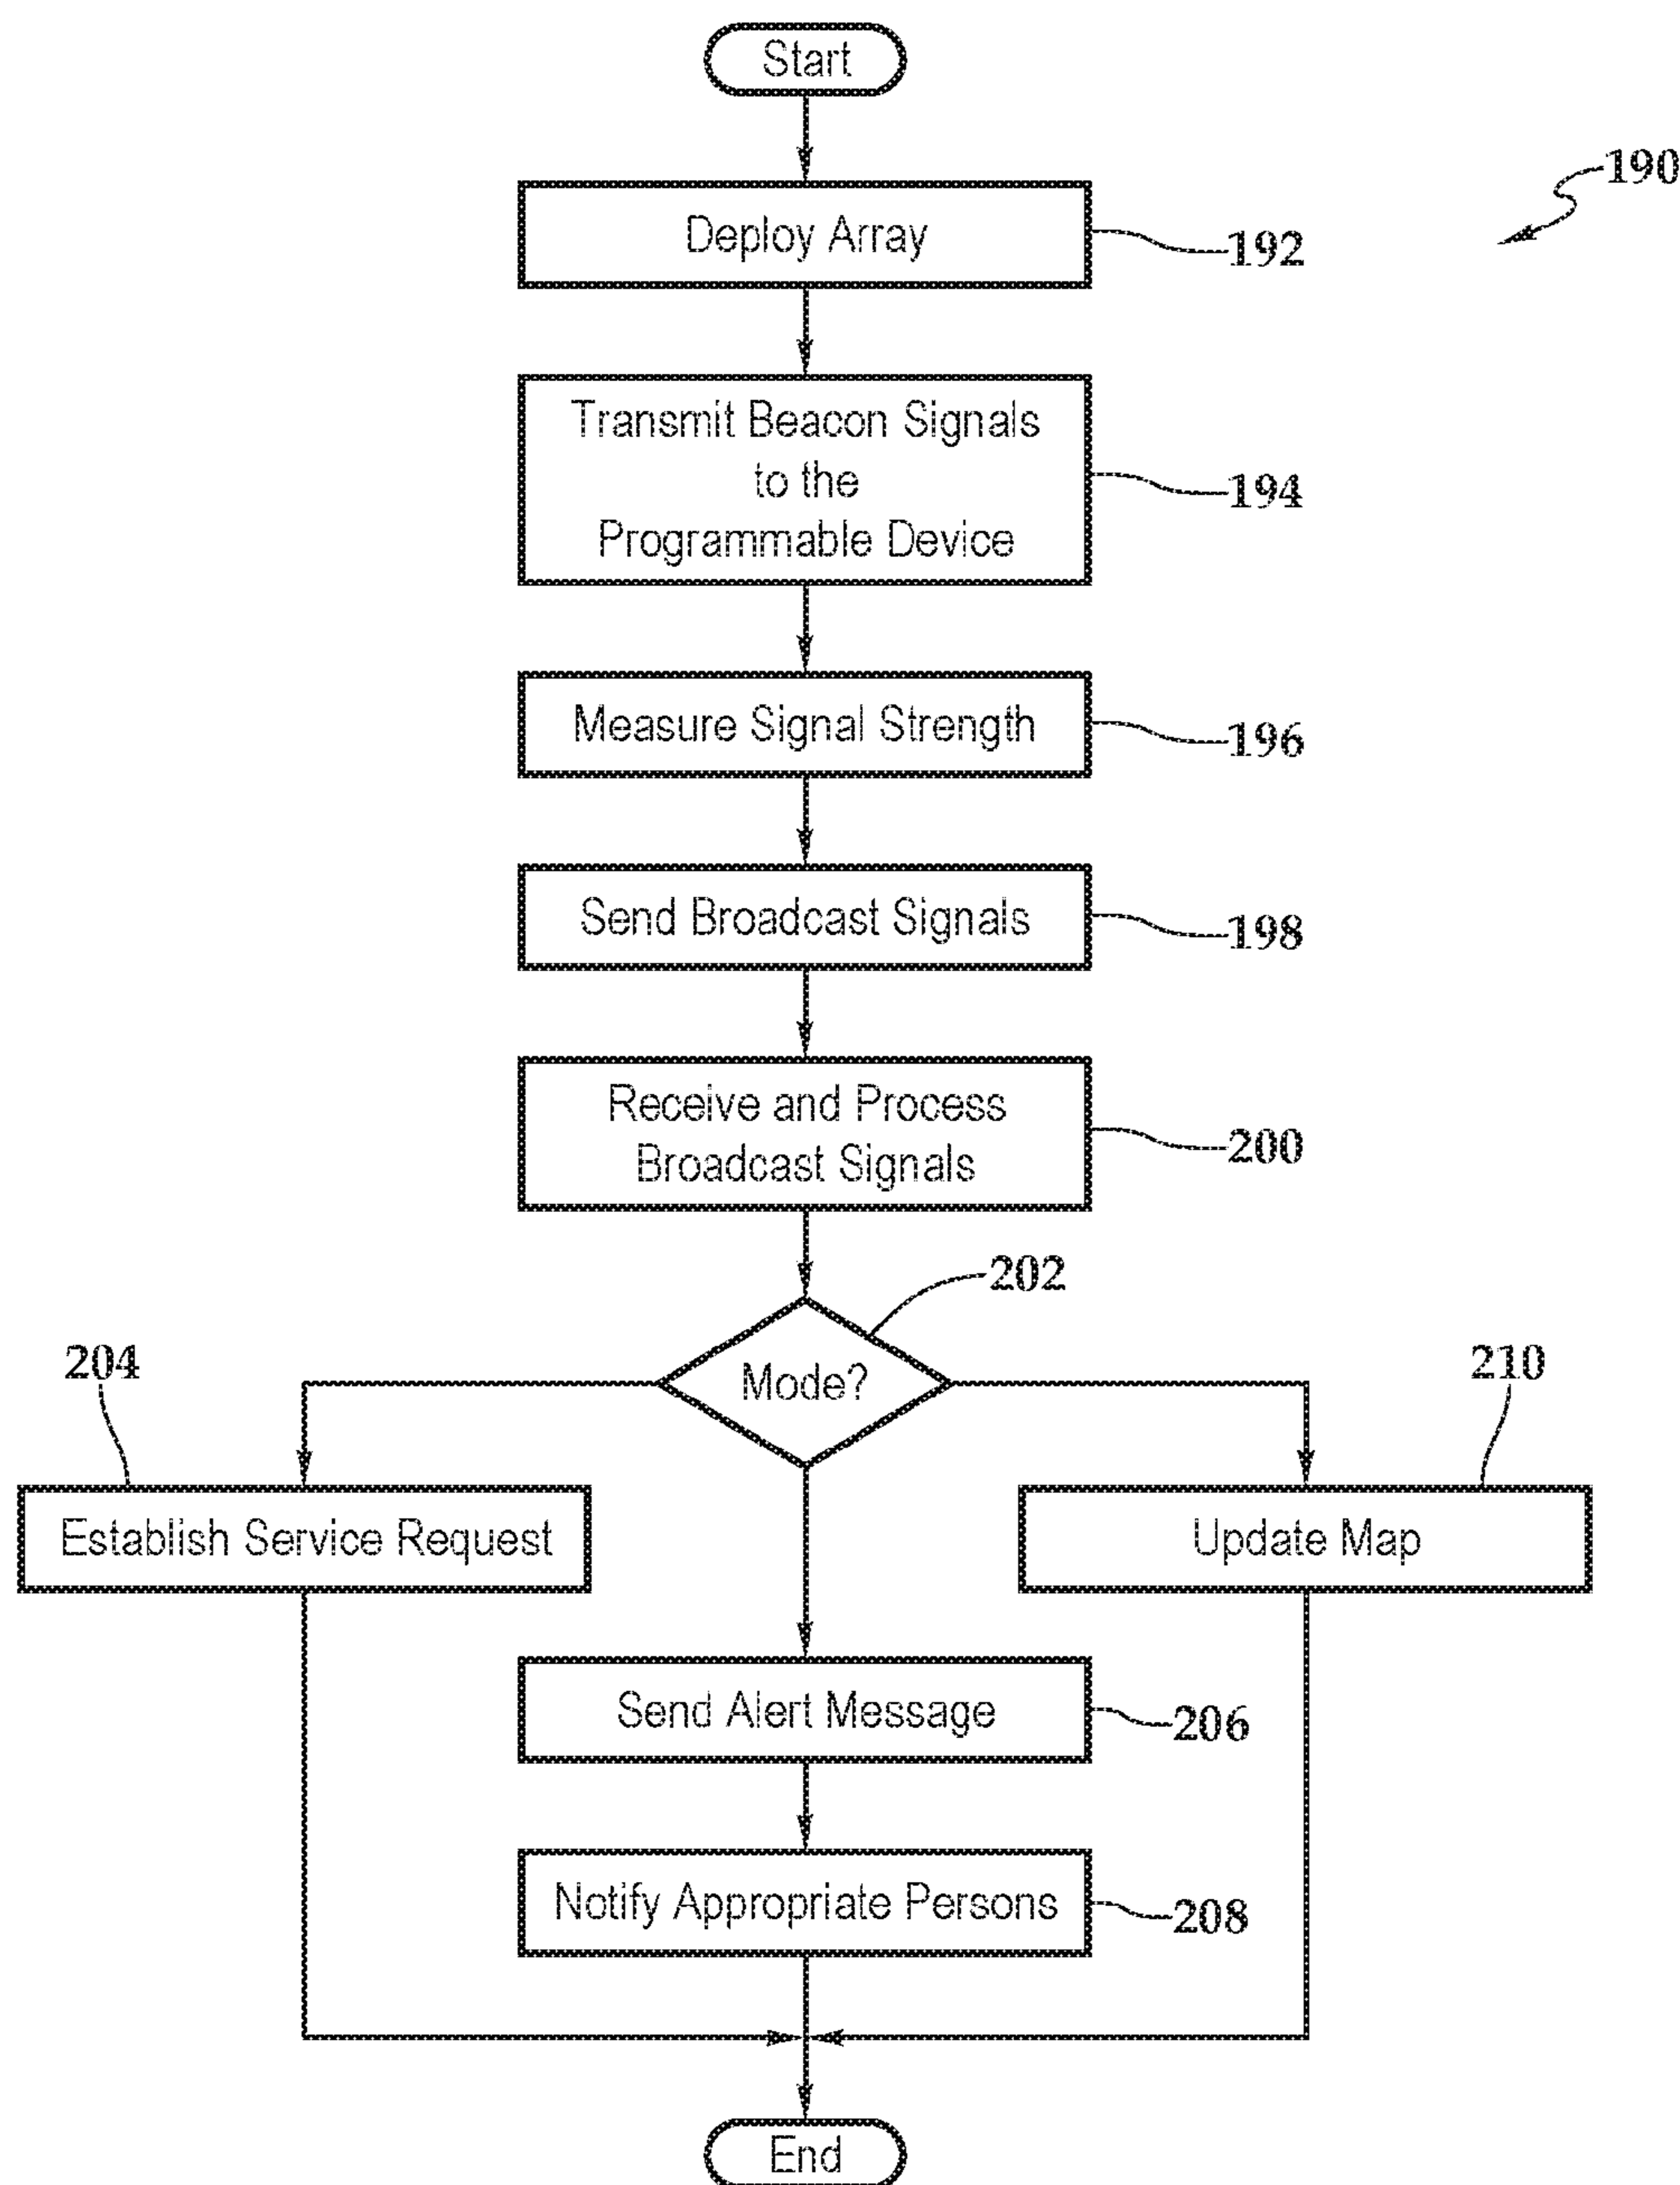 Start
190
Deploy Array
192
Transmit Beacon Signals
to the
Programmable Device
194
Measure Signal Strength
196
Send Broadcast Signals
198
Receive and Process
Broadcast Signals
200
202
Mode?
204
210
Establish Service Request
Update Map
Send Alert Message
206
Notify Appropriate Persons
208
End